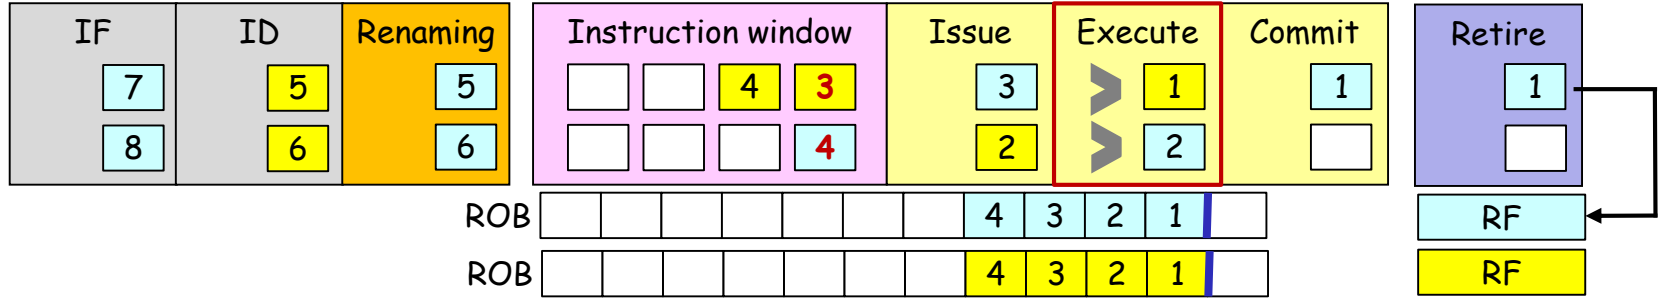 IF ID Renaming Instruction window Issue Execute Commit Retire
7 5 5 4 3 3 1 1 1
8 6 6 4 2 2
ROB 4 3 2 1 RF
ROB 4 3 2 1 RF